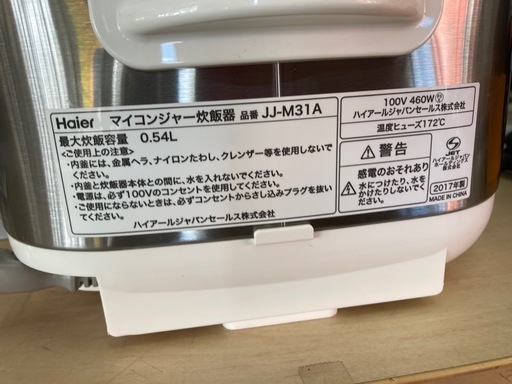 Haier マイコンジャー炊飯器 品番 JJ-M31A
最大炊飯容量 0.54L
<ご使用上の注意>
・内釜には、金属ヘラ、ナイロンたわし、クレンザー等を使用しないでください。
・内釜と炊飯器本体との間に、水を入れないでください。
・電源は、必ず100Vのコンセントを使用してください。
・ご使用にならないときは、必ずコンセントからさし込みプラグを抜いてください。
ハイアールジャパンセールス株式会社
100V 460W
ハイアールジャパンセールス株式会社
温度ヒューズ172℃
⚠警告
感電のおそれあり
水につけたり、水をかけたりしないでください。
2017年製
MADE IN CHINA